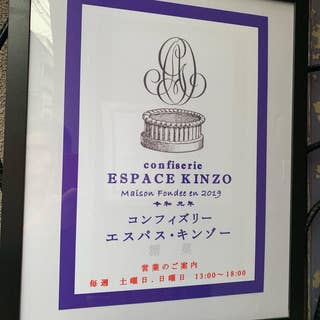 confiserie
ESPACE KINZO
Maison Fondee en 2019
令和 元年
コンフィズリー
エスパス・キンゾー
営業のご案内
毎週 土曜日,日曜日 13:00〜18:00